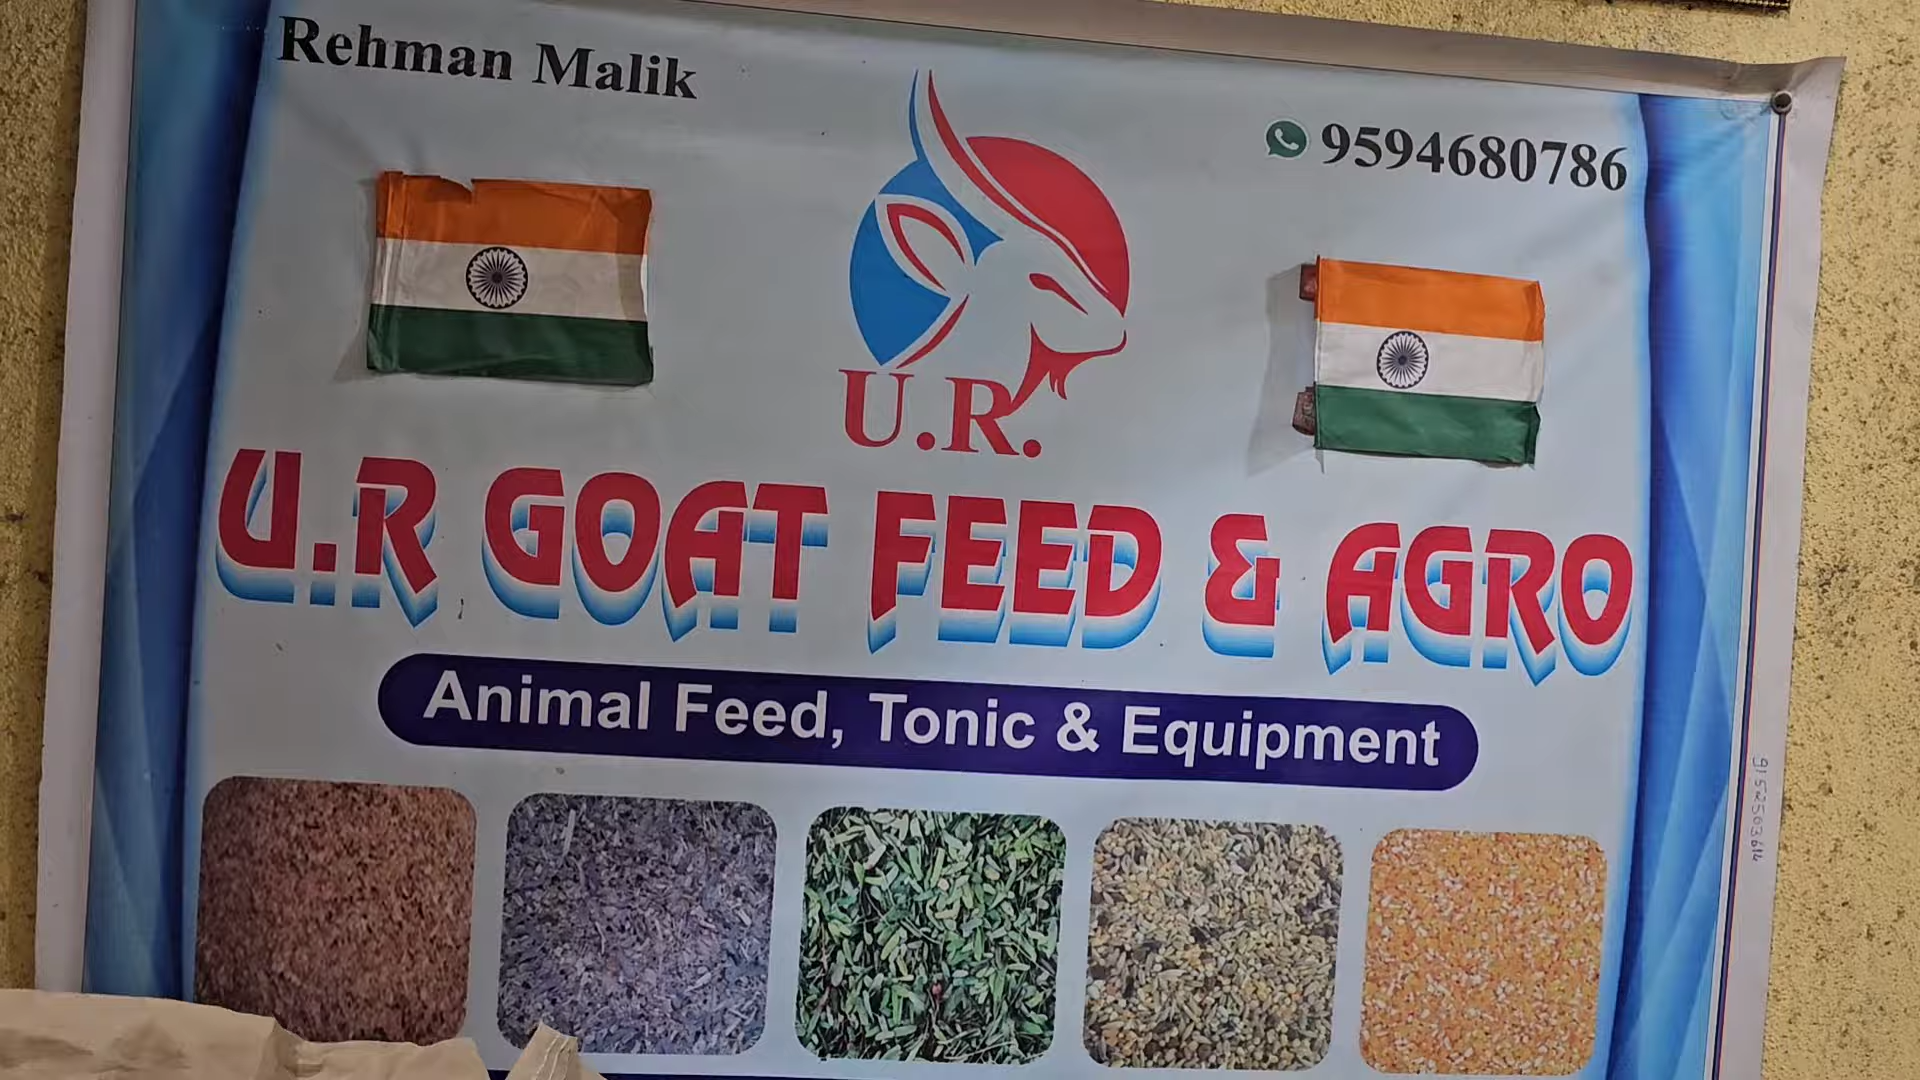 Rehman Malik
9594680786
U.R.
U.R GOAT FEED & AGRO
Animal Feed, Tonic & Equipment